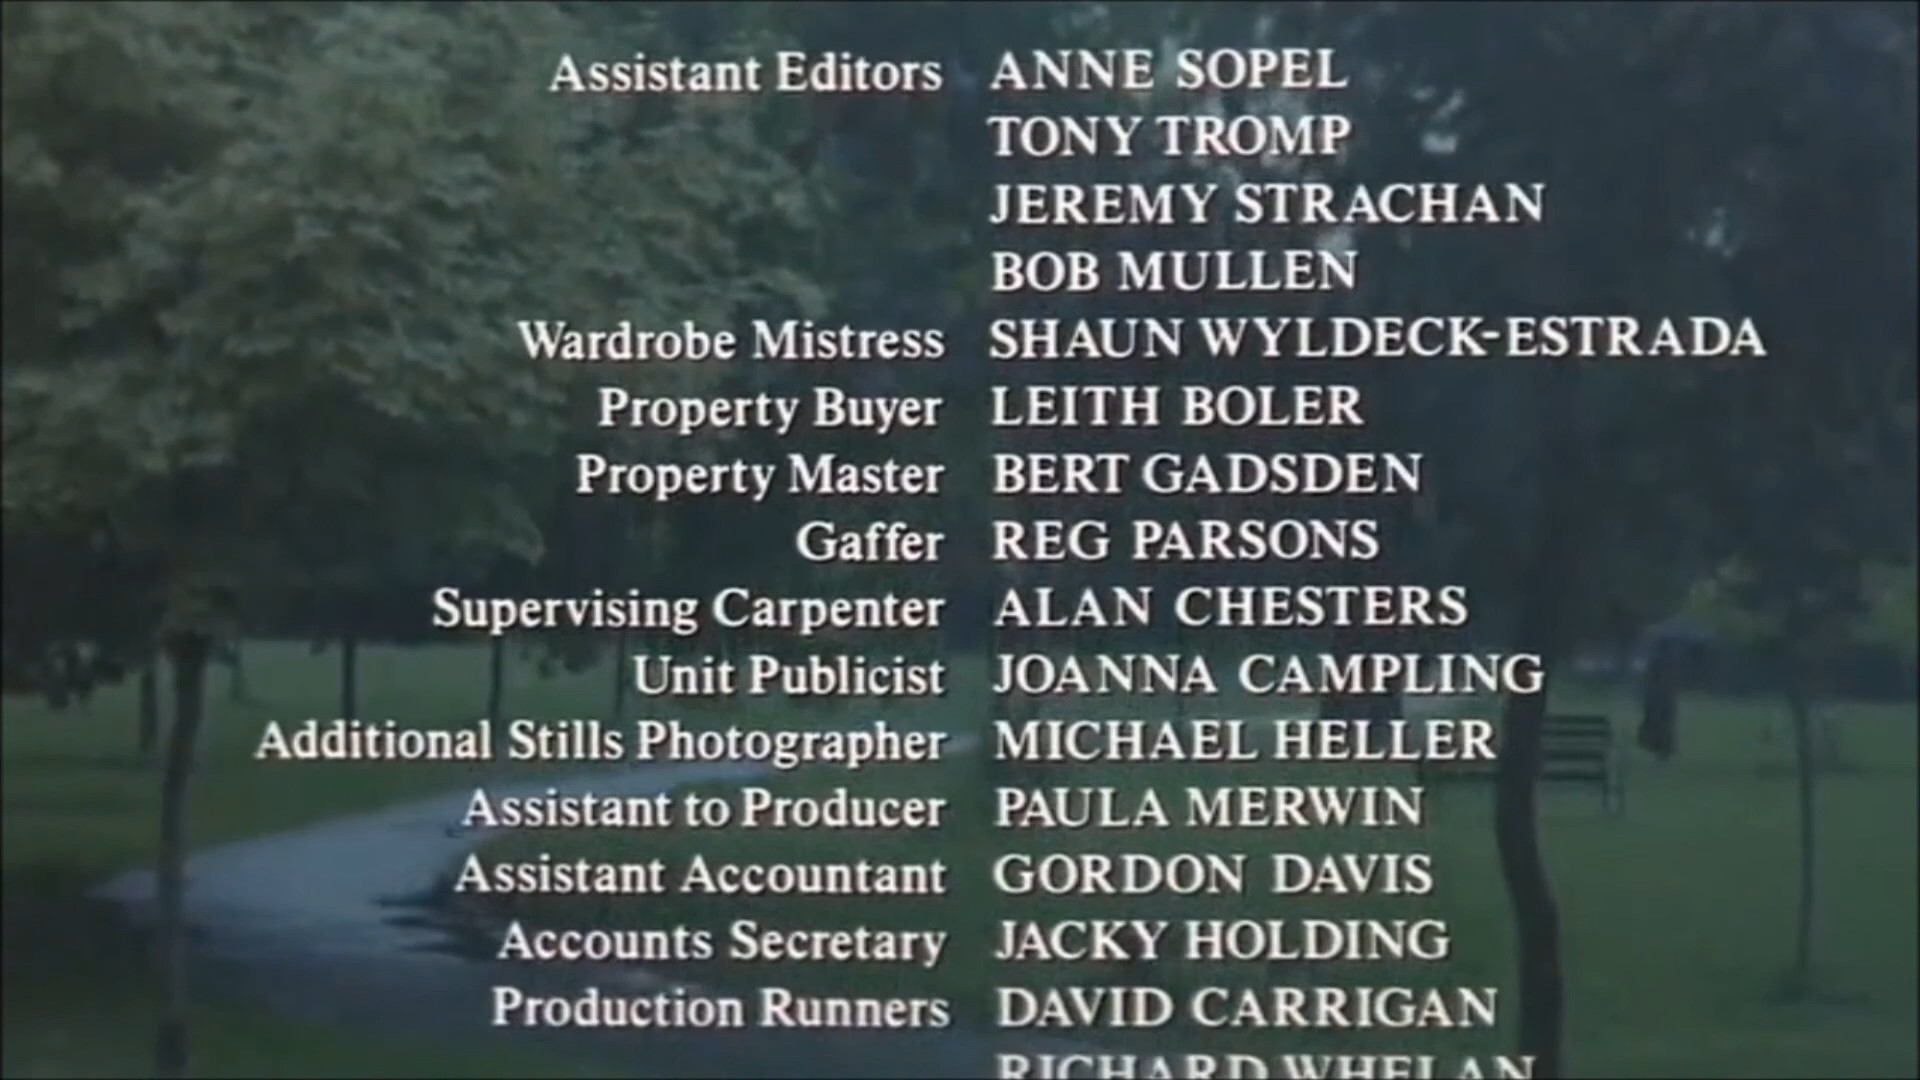 Assistant Editors ANNE SOPEL
TONY TROMP
JEREMY STRACHAN
BOB MULLEN
Wardrobe Mistress SHAUN WYLDECK-ESTRADA
Property Buyer LEITH BOLER
Property Master BERT GADSDEN
Gaffer REG PARSONS
Supervising Carpenter ALAN CHESTERS
Unit Publicist JOANNA CAMPLING
Additional Stills Photographer MICHAEL HELLER
Assistant to Producer PAULA MERWIN
Assistant Accountant GORDON DAVIS
Accounts Secretary JACKY HOLDING
Production Runners DAVID CARRIGAN
RICHARD WHELAN